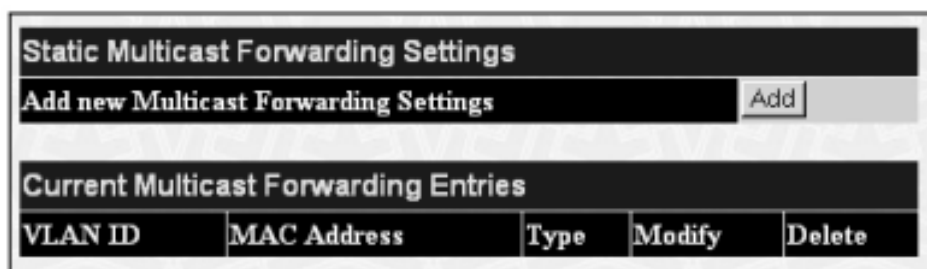 Static Multicast Forwarding Settings
Add new Multicast Forwarding Settings Add
Current Multicast Forwarding Entries
VLAN ID MAC Address Type Modify Delete